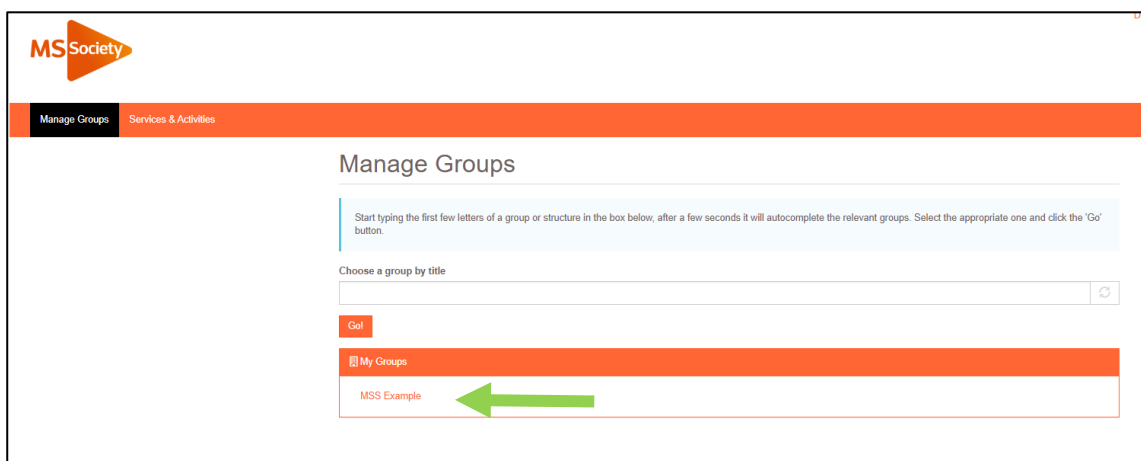 MS Society
Manage Groups Services & Activities
Manage Groups
Start typing the first few letters of a group or structure in the box below, after a few seconds it will autocomplete the relevant groups. Select the appropriate one and click the 'Go'
button.
Choose a group by title
Go!
My Groups
MSS Example